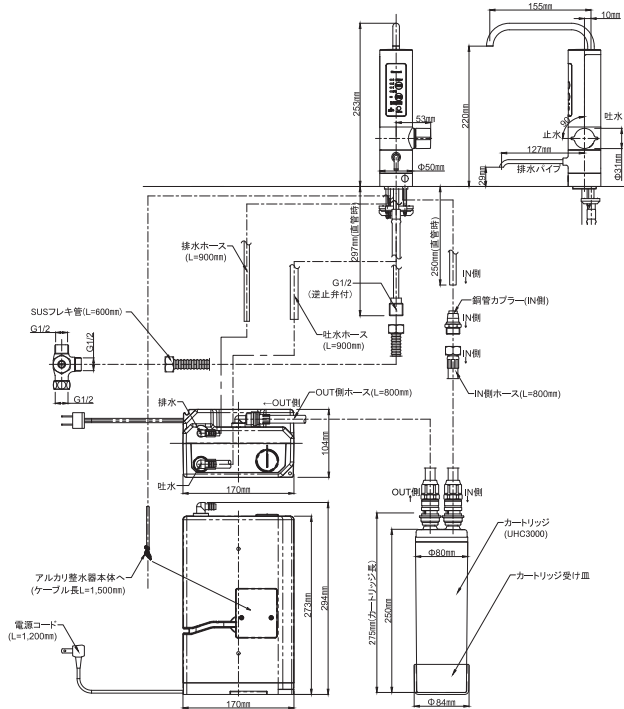 155mm
10mm
253mm
53mm
Φ50mm
220mm
90°
吐水
止水
127mm
排水パイプ
29mm
Φ31mm
排水ホース
(L=900mm)
297mm(直管時)
250mm(直管時)
IN側
G1/2
(逆止弁付)
銅管カプラー(IN側)
IN側
SUSフレキ管(L=600mm)
G1/2
G1/2
G1/2
吐水ホース
(L=900mm)
IN側
IN側ホース(L=800mm)
排水
←OUT側
OUT側ホース(L=800mm)
104mm
吐水
170mm
OUT側
IN側
Φ80mm
カートリッジ
(UHC3000)
カートリッジ受け皿
アルカリ整水器本体へ
(ケーブル長L=1,500mm)
273mm
294mm
275mm(カートリッジ長)
250mm
電源コード
(L=1,200mm)
170mm
Φ84mm